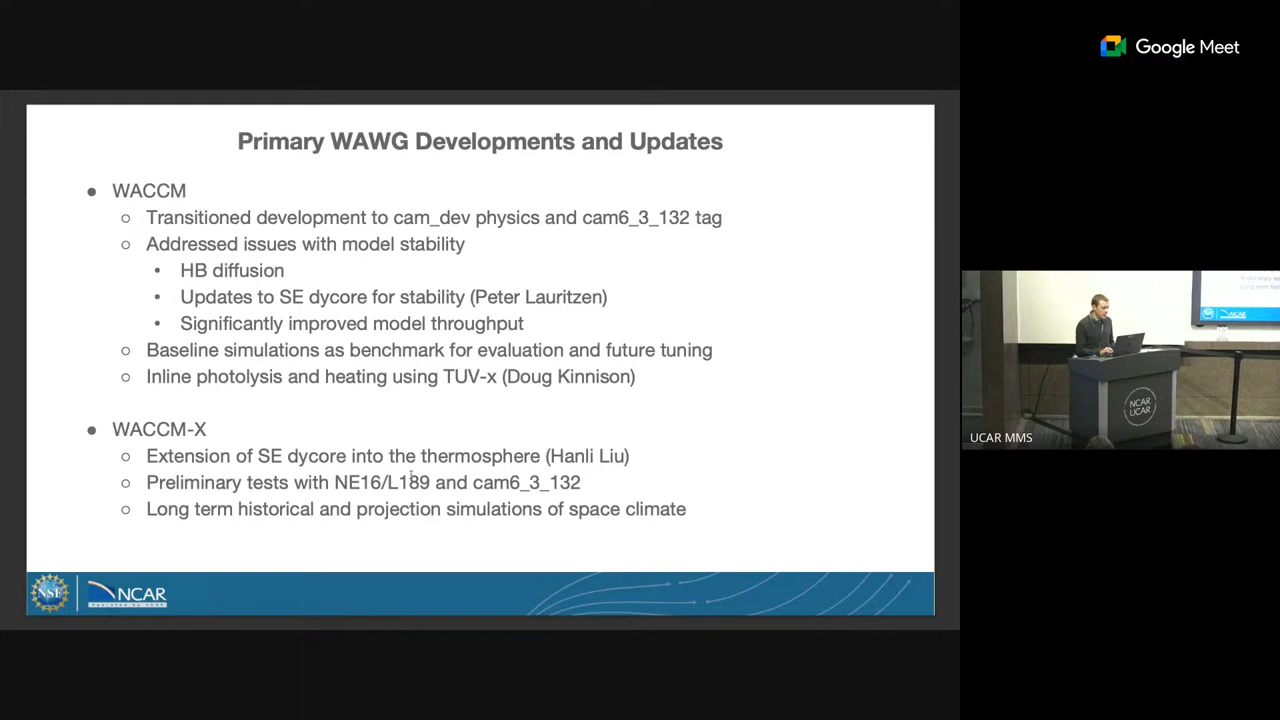 Google Meet
Primary WAWG Developments and Updates
● WACCM
○ Transitioned development to cam_dev physics and cam6_3_132 tag
○ Addressed issues with model stability
• HB diffusion
• Updates to SE dycore for stability (Peter Lauritzen)
• Significantly improved model throughput
○ Baseline simulations as benchmark for evaluation and future tuning
○ Inline photolysis and heating using TUV-x (Doug Kinnison)
● WACCM-X
○ Extension of SE dycore into the thermosphere (Hanli Liu)
○ Preliminary tests with NE16/L189 and cam6_3_132
○ Long term historical and projection simulations of space climate
NSF
NCAR
NCAR
UCAR
UCAR MMS